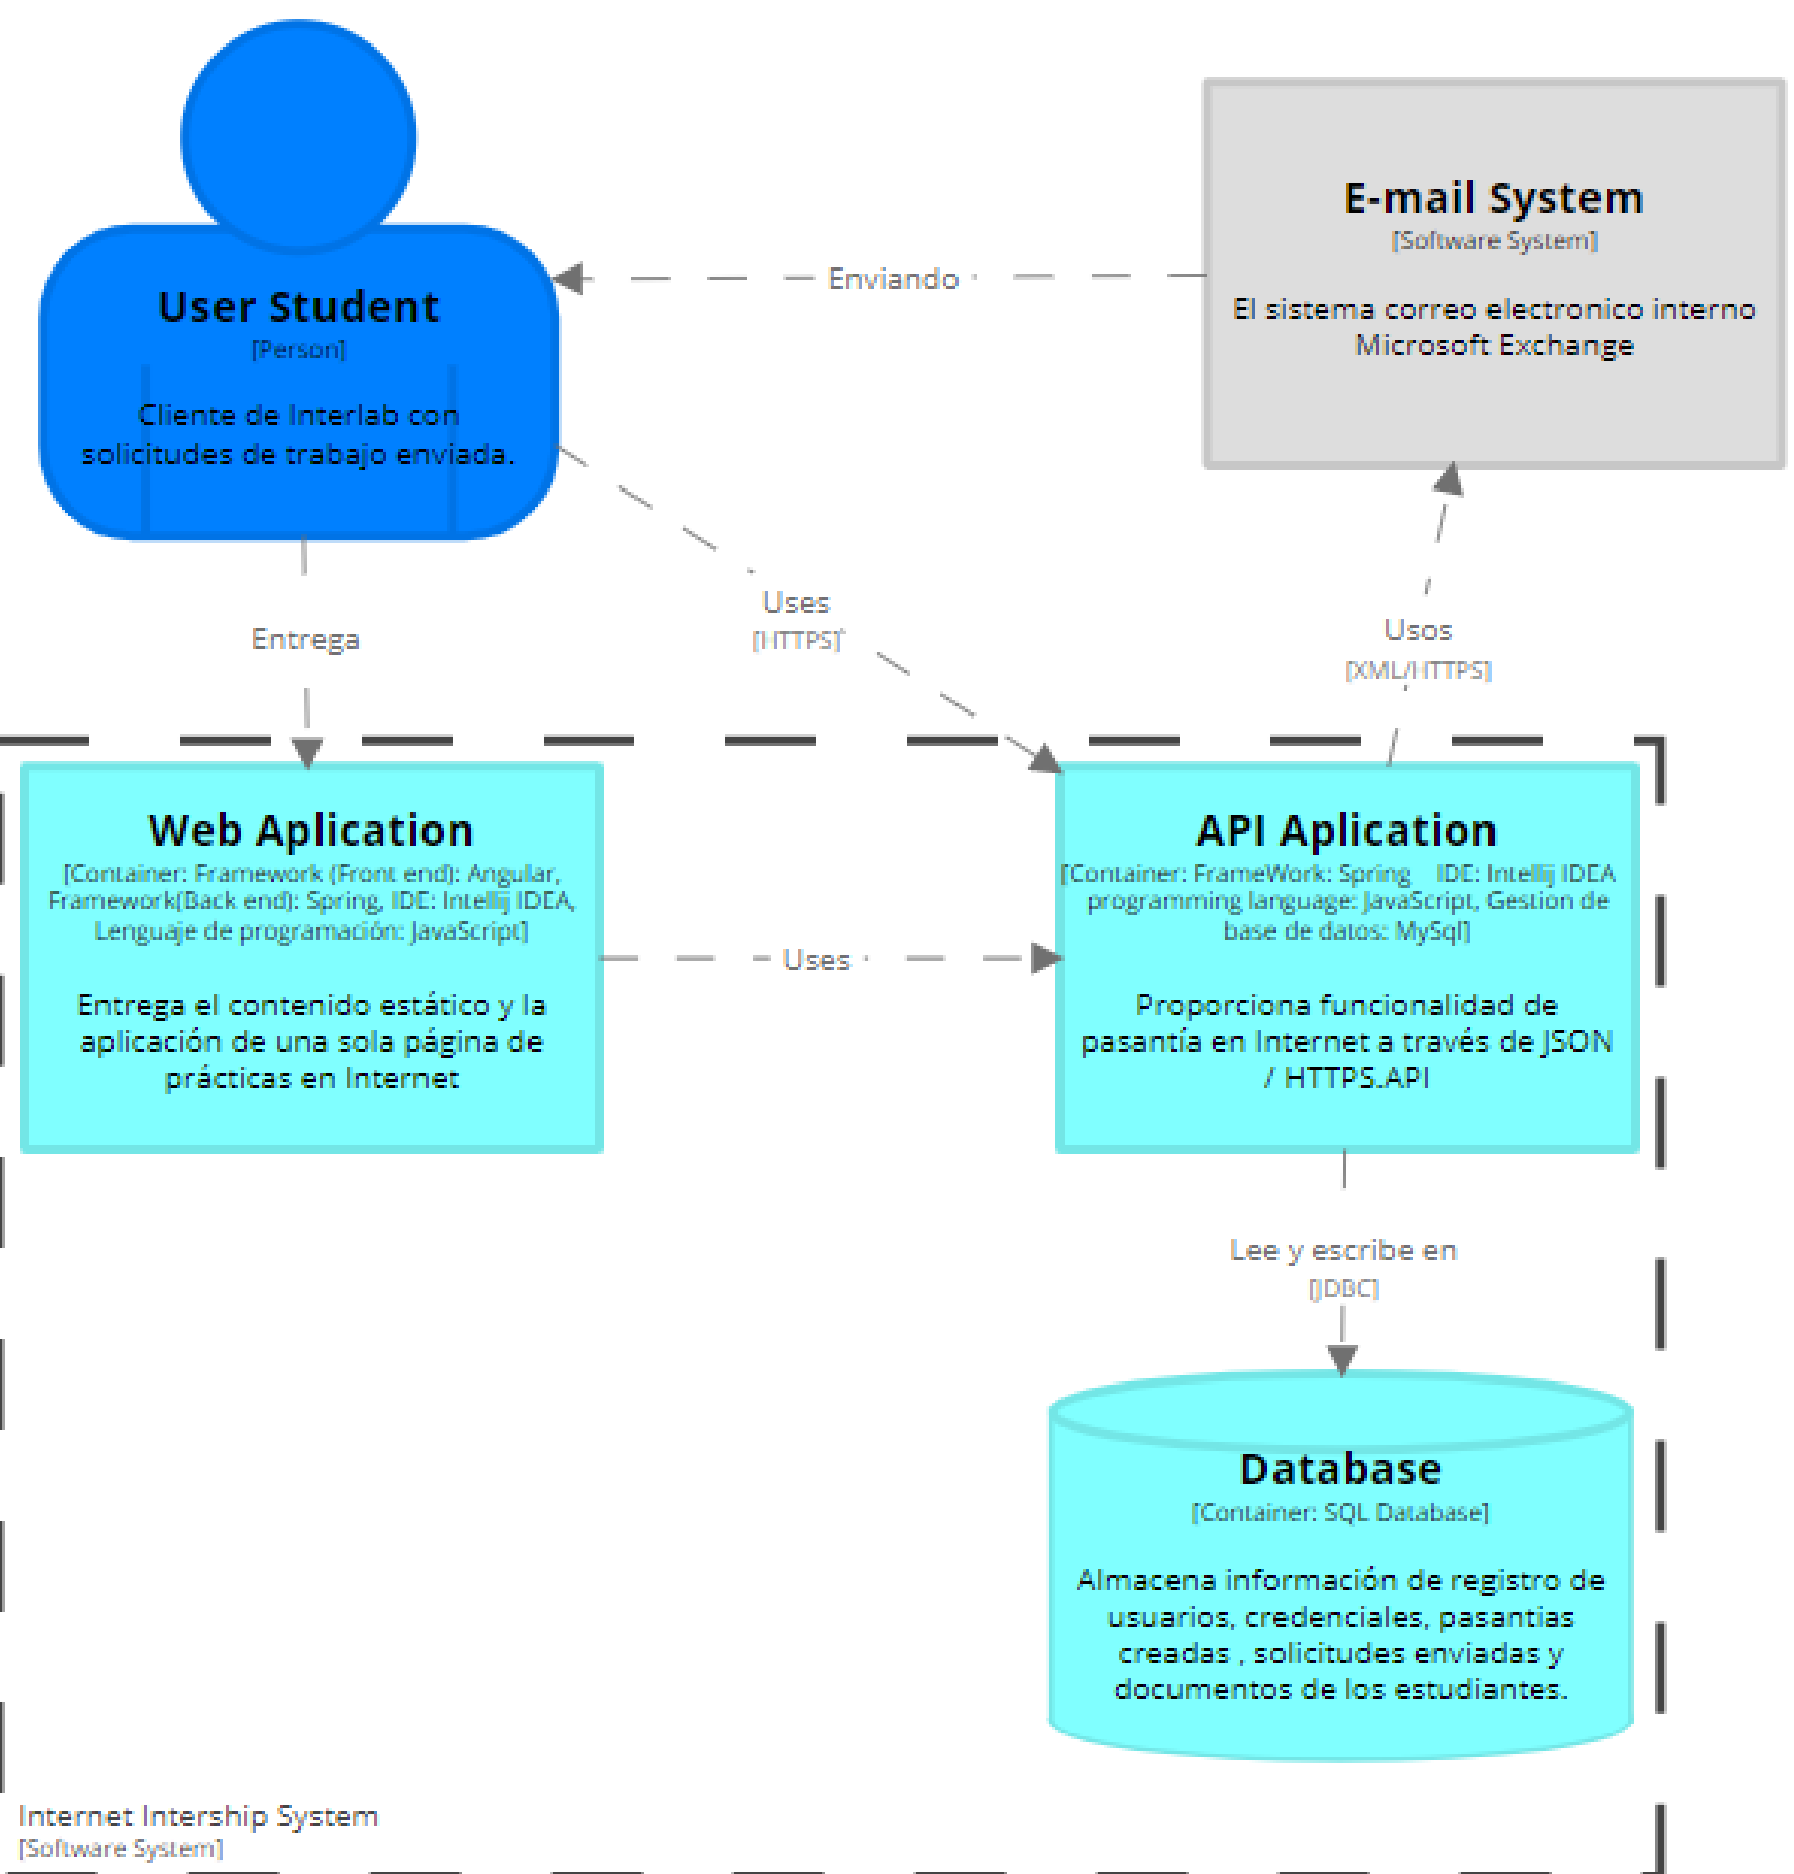 User Student
[Person]
Cliente de Interlab con
solicitudes de trabajo enviada.
Enviando
E-mail System
[Software System]
El sistema correo electronico interno
Microsoft Exchange
Entrega
Uses
[HTTPS]
Usos
[XML/HTTPS]
Web Aplication
[Container: Framework (Front end): Angular,
Framework(Back end): Spring, IDE: Intellij IDEA,
Lenguaje de programación: JavaScript]
Entrega el contenido estático y la
aplicación de una sola página de
prácticas en Internet
Uses
API Aplication
[Container: FrameWork: Spring IDE: Intellij IDEA
programming language: JavaScript, Gestion de
base de datos: MySql]
Proporciona funcionalidad de
pasantía en Internet a través de JSON
/ HTTPS.API
Lee y escribe en
[JDBC]
Database
[Container: SQL Database]
Almacena información de registro de
usuarios, credenciales, pasantias
creadas , solicitudes enviadas y
documentos de los estudiantes.
Internet Intership System
[Software System]